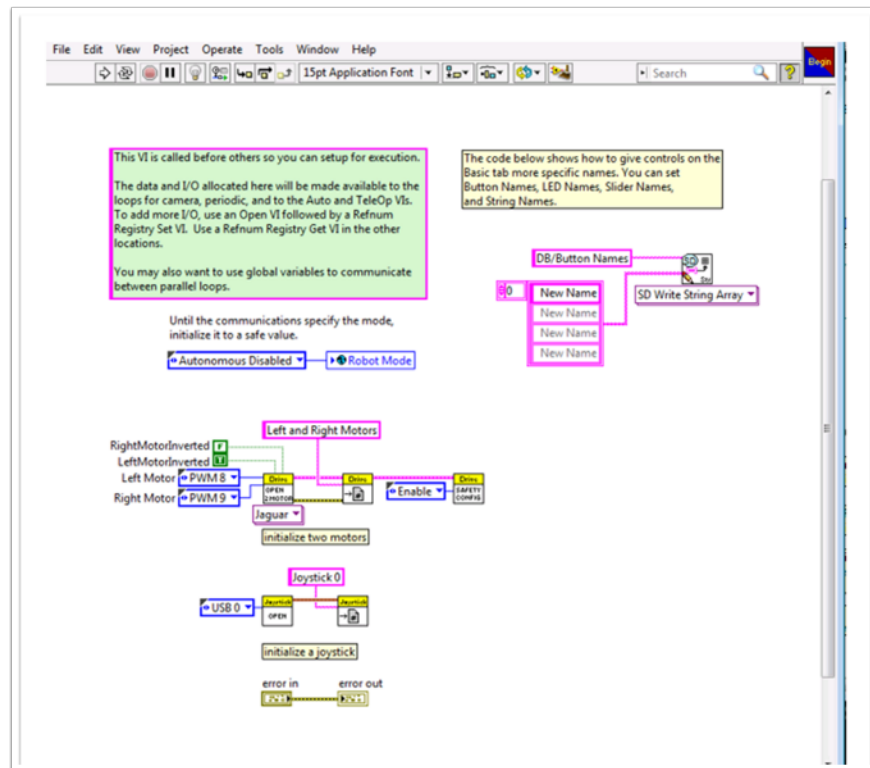 File Edit View Project Operate Tools Window Help
15pt Application Font
Search
Begin
This VI is called before others so you can setup for execution.
The data and I/O allocated here will be made available to the
loops for camera, periodic, and to the Auto and TeleOp VIs.
To add more I/O, use an Open VI followed by a Refnum
Registry Set VI. Use a Refnum Registry Get VI in the other
locations.
You may also want to use global variables to communicate
between parallel loops.
The code below shows how to give controls on the
Basic tab more specific names. You can set
Button Names, LED Names, Slider Names,
and String Names.
DB/Button Names
SD
Str
SD Write String Array
0
New Name
New Name
New Name
New Name
Until the communications specify the mode,
initialize it to a safe value.
Autonomous Disabled
Robot Mode
Left and Right Motors
RightMotorInverted F
LeftMotorInverted T
Left Motor PWM 8
Right Motor PWM 9
Drive
OPEN
2 MOTOR
Drive
Enable
Drive
SAFETY
CONFIG
Jaguar
initialize two motors
Joystick 0
USB 0
Joystick
OPEN
Joystick
initialize a joystick
error in error out